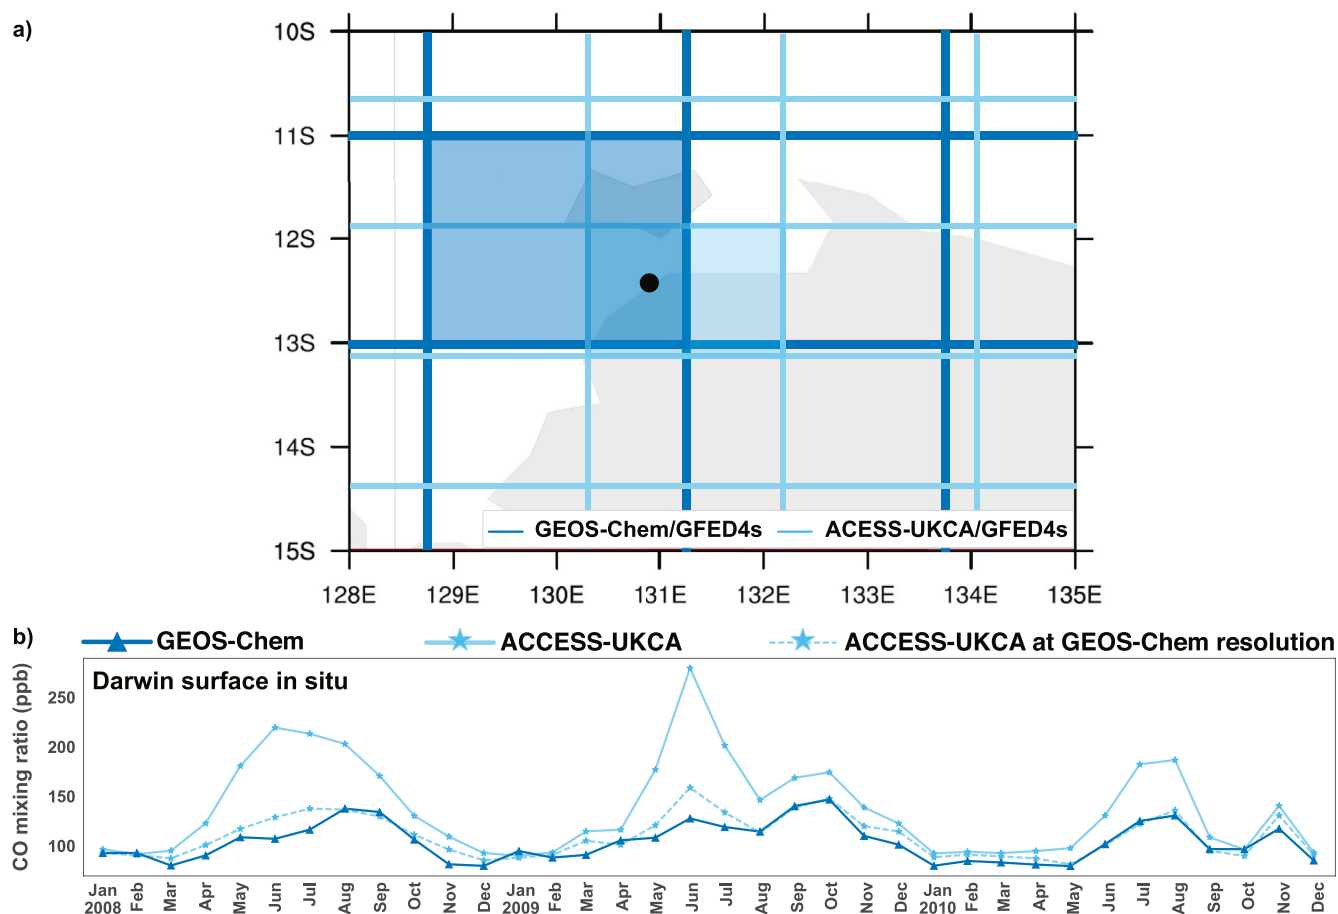 a)
10S
11S
12S
13S
14S
15S
GEOS-Chem/GFED4s ACESS-UKCA/GFED4s
128E 129E 130E 131E 132E 133E 134E 135E
b)
GEOS-Chem ACCESS-UKCA ACCESS-UKCA at GEOS-Chem resolution
Darwin surface in situ
CO mixing ratio (ppb)
250
200
150
100
Jan Feb Mar Apr May Jun Jul Aug Sep Oct Nov Dec Jan Feb Mar Apr May Jun Jul Aug Sep Oct Nov Dec Jan Feb Mar Apr May Jun Jul Aug Sep Oct Nov Dec
2008 2009 2010